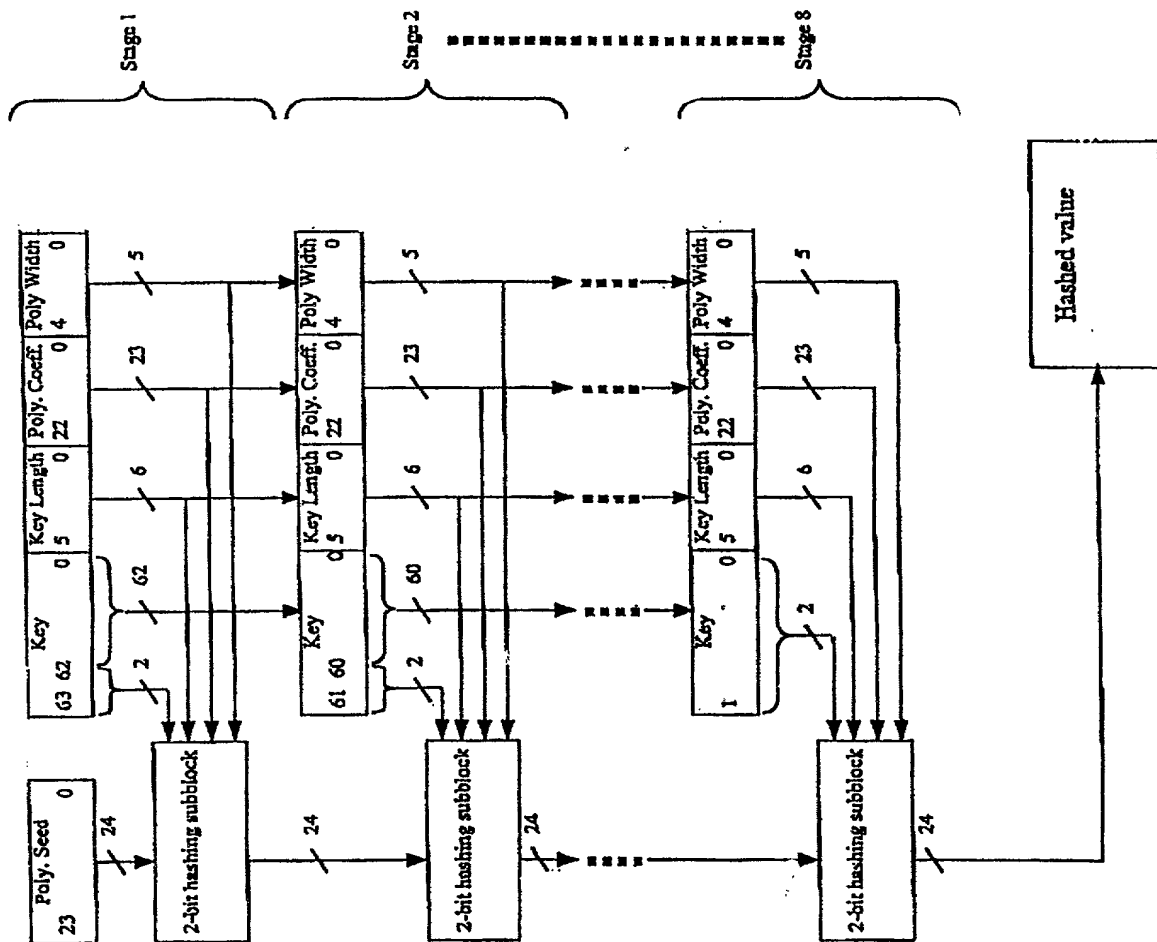 Stage 1
Stage 2
Stage 8
Key
63 62 0
Key Length
5 0
Poly. Coeff.
22 0
Poly Width
4 0
2
62
6
23
5
Poly. Seed
23 0
24
2-bit hashing subblock
24
Key
61 60 0
Key Length
5 0
Poly. Coeff.
22 0
Poly Width
4 0
2
60
6
23
5
2-bit hashing subblock
24
Key
1 0
Key Length
5 0
Poly. Coeff.
22 0
Poly Width
4 0
2
6
23
5
2-bit hashing subblock
24
Hashed value